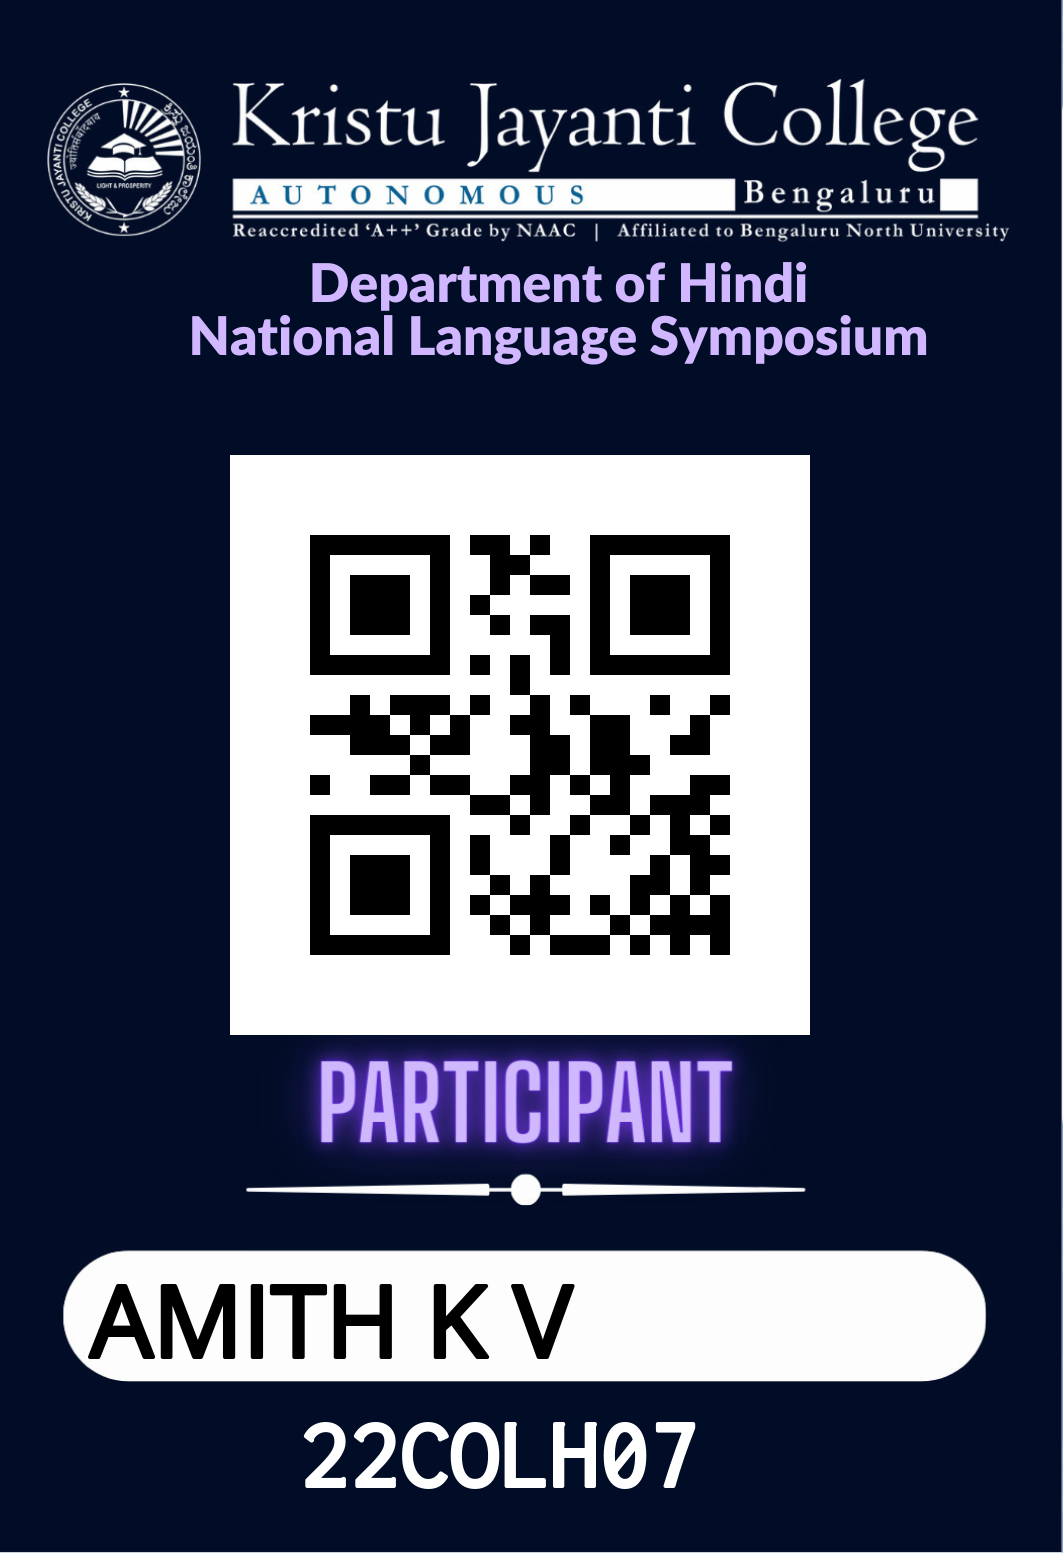 KRISTU JAYANTI COLLEGE
LIGHT & PROSPERITY
Kristu Jayanti College
AUTONOMOUS Bengaluru
Reaccredited ‘A++’ Grade by NAAC | Affiliated to Bengaluru North University
Department of Hindi
National Language Symposium
PARTICIPANT
AMITH K V
22COLH07